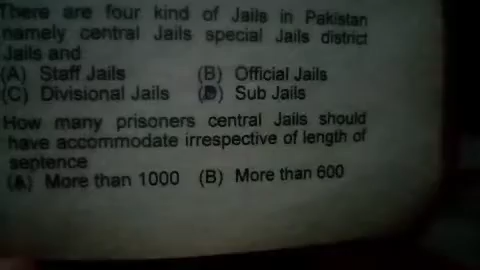 There are four kind of Jails in Pakistan
namely central Jails special Jails district
Jails and
(A) Staff Jails (B) Official Jails
(C) Divisional Jails (D) Sub Jails
How many prisoners central Jails should
have accommodate irrespective of length of
septence
(A) More than 1000 (B) More than 600